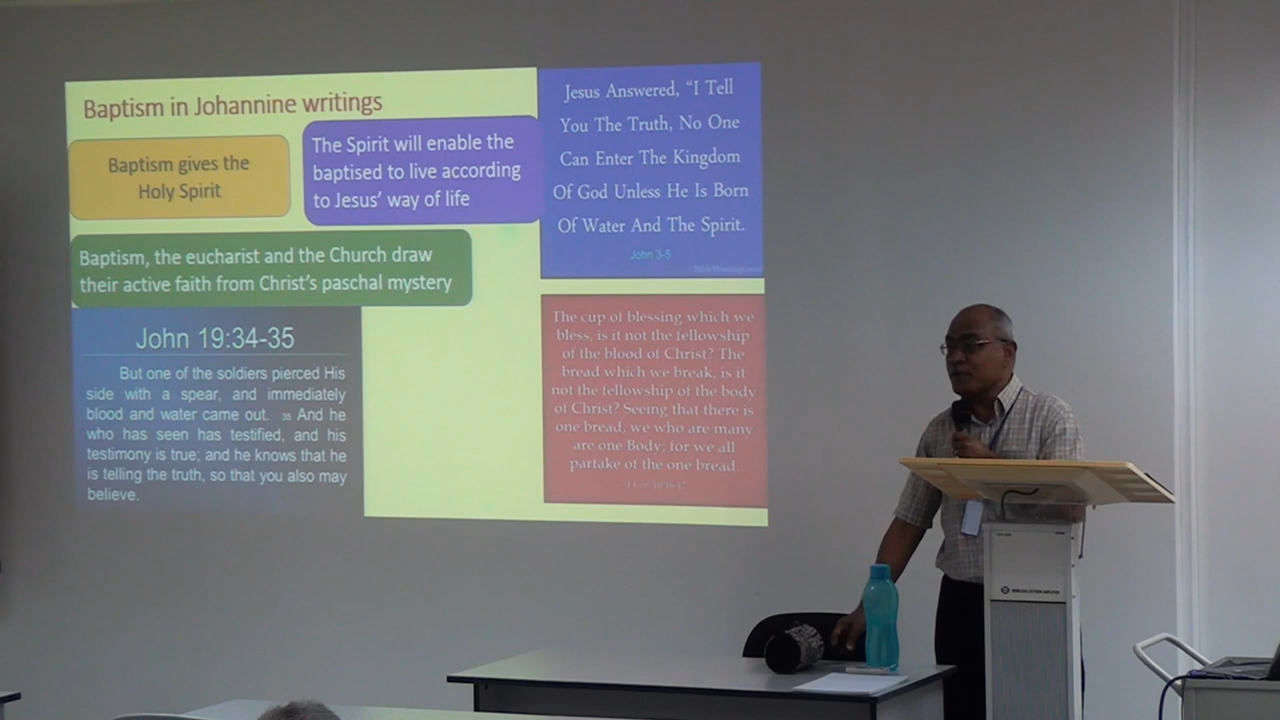 Baptism in Johannine writings
Baptism gives the
Holy Spirit
The Spirit will enable the
baptised to live according
to Jesus' way of life
Baptism, the eucharist and the Church draw
their active faith from Christ's paschal mystery
John 19:34-35
But one of the soldiers pierced His
side with a spear, and immediately
blood and water came out. 35 And he
who has seen has testified, and his
testimony is true; and he knows that he
is telling the truth, so that you also may
believe.
Jesus Answered, "I Tell
You The Truth, No One
Can Enter The Kingdom
Of God Unless He Is Born
Of Water And The Spirit.
John 3-5
The cup of blessing which we
bless, is it not the fellowship
of the blood of Christ? The
bread which we break, is it
not the fellowship of the body
of Christ? Seeing that there is
one bread, we who are many
are one Body; for we all
partake of the one bread.